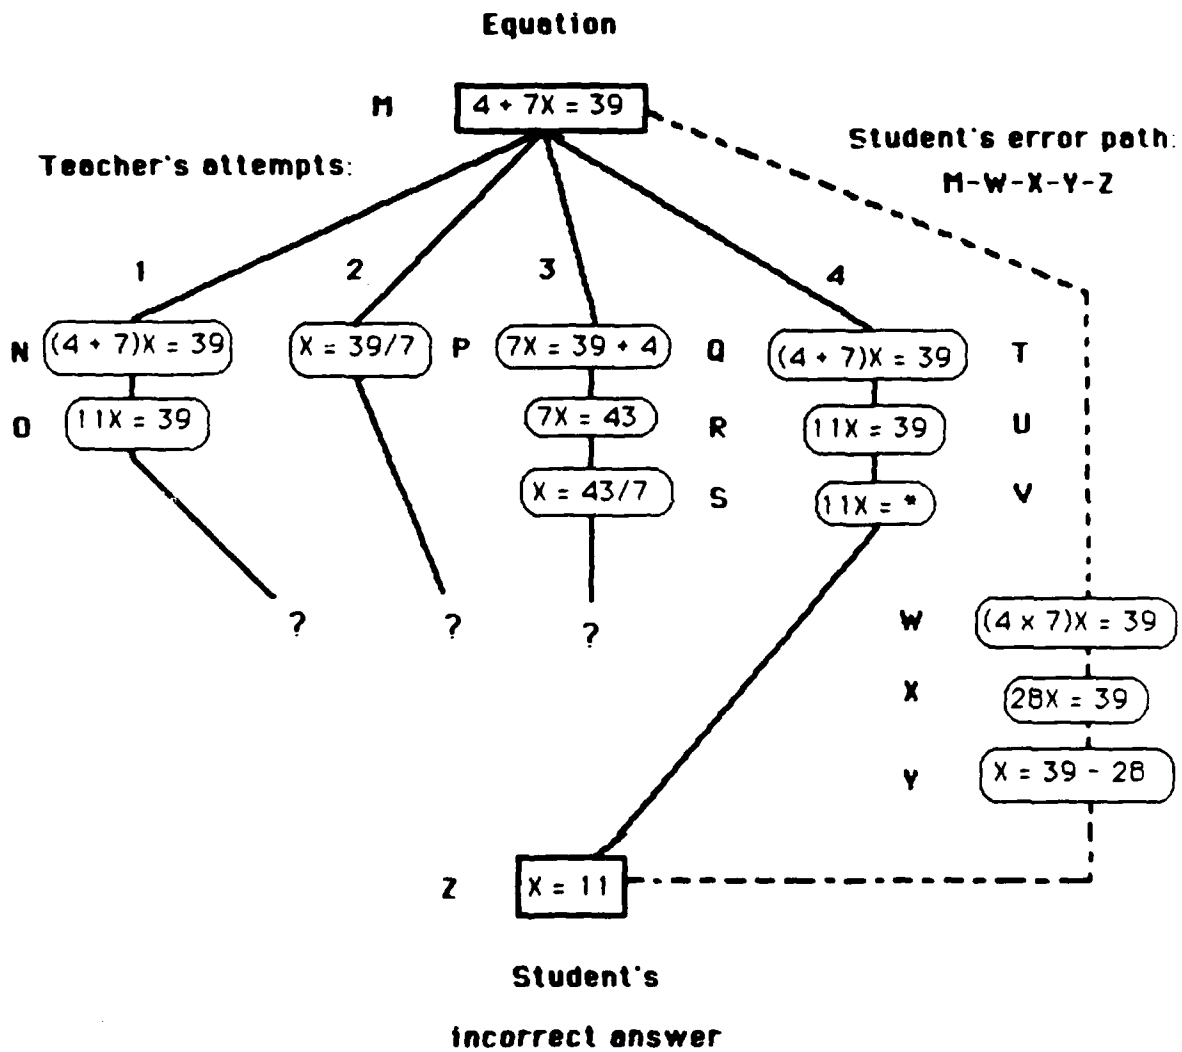 Equation
M 4 + 7X = 39
Student's error path:
M-W-X-Y-Z
Teacher's attempts:
1 2 3 4
N (4 + 7)X = 39 X = 39/7 P 7X = 39 + 4 Q (4 + 7)X = 39 T
O 11X = 39 7X = 43 R 11X = 39 U
X = 43/7 S 11X = * V
? ? ?
W (4 x 7)X = 39
X 28X = 39
Y X = 39 - 28
Z X = 11
Student's
incorrect answer